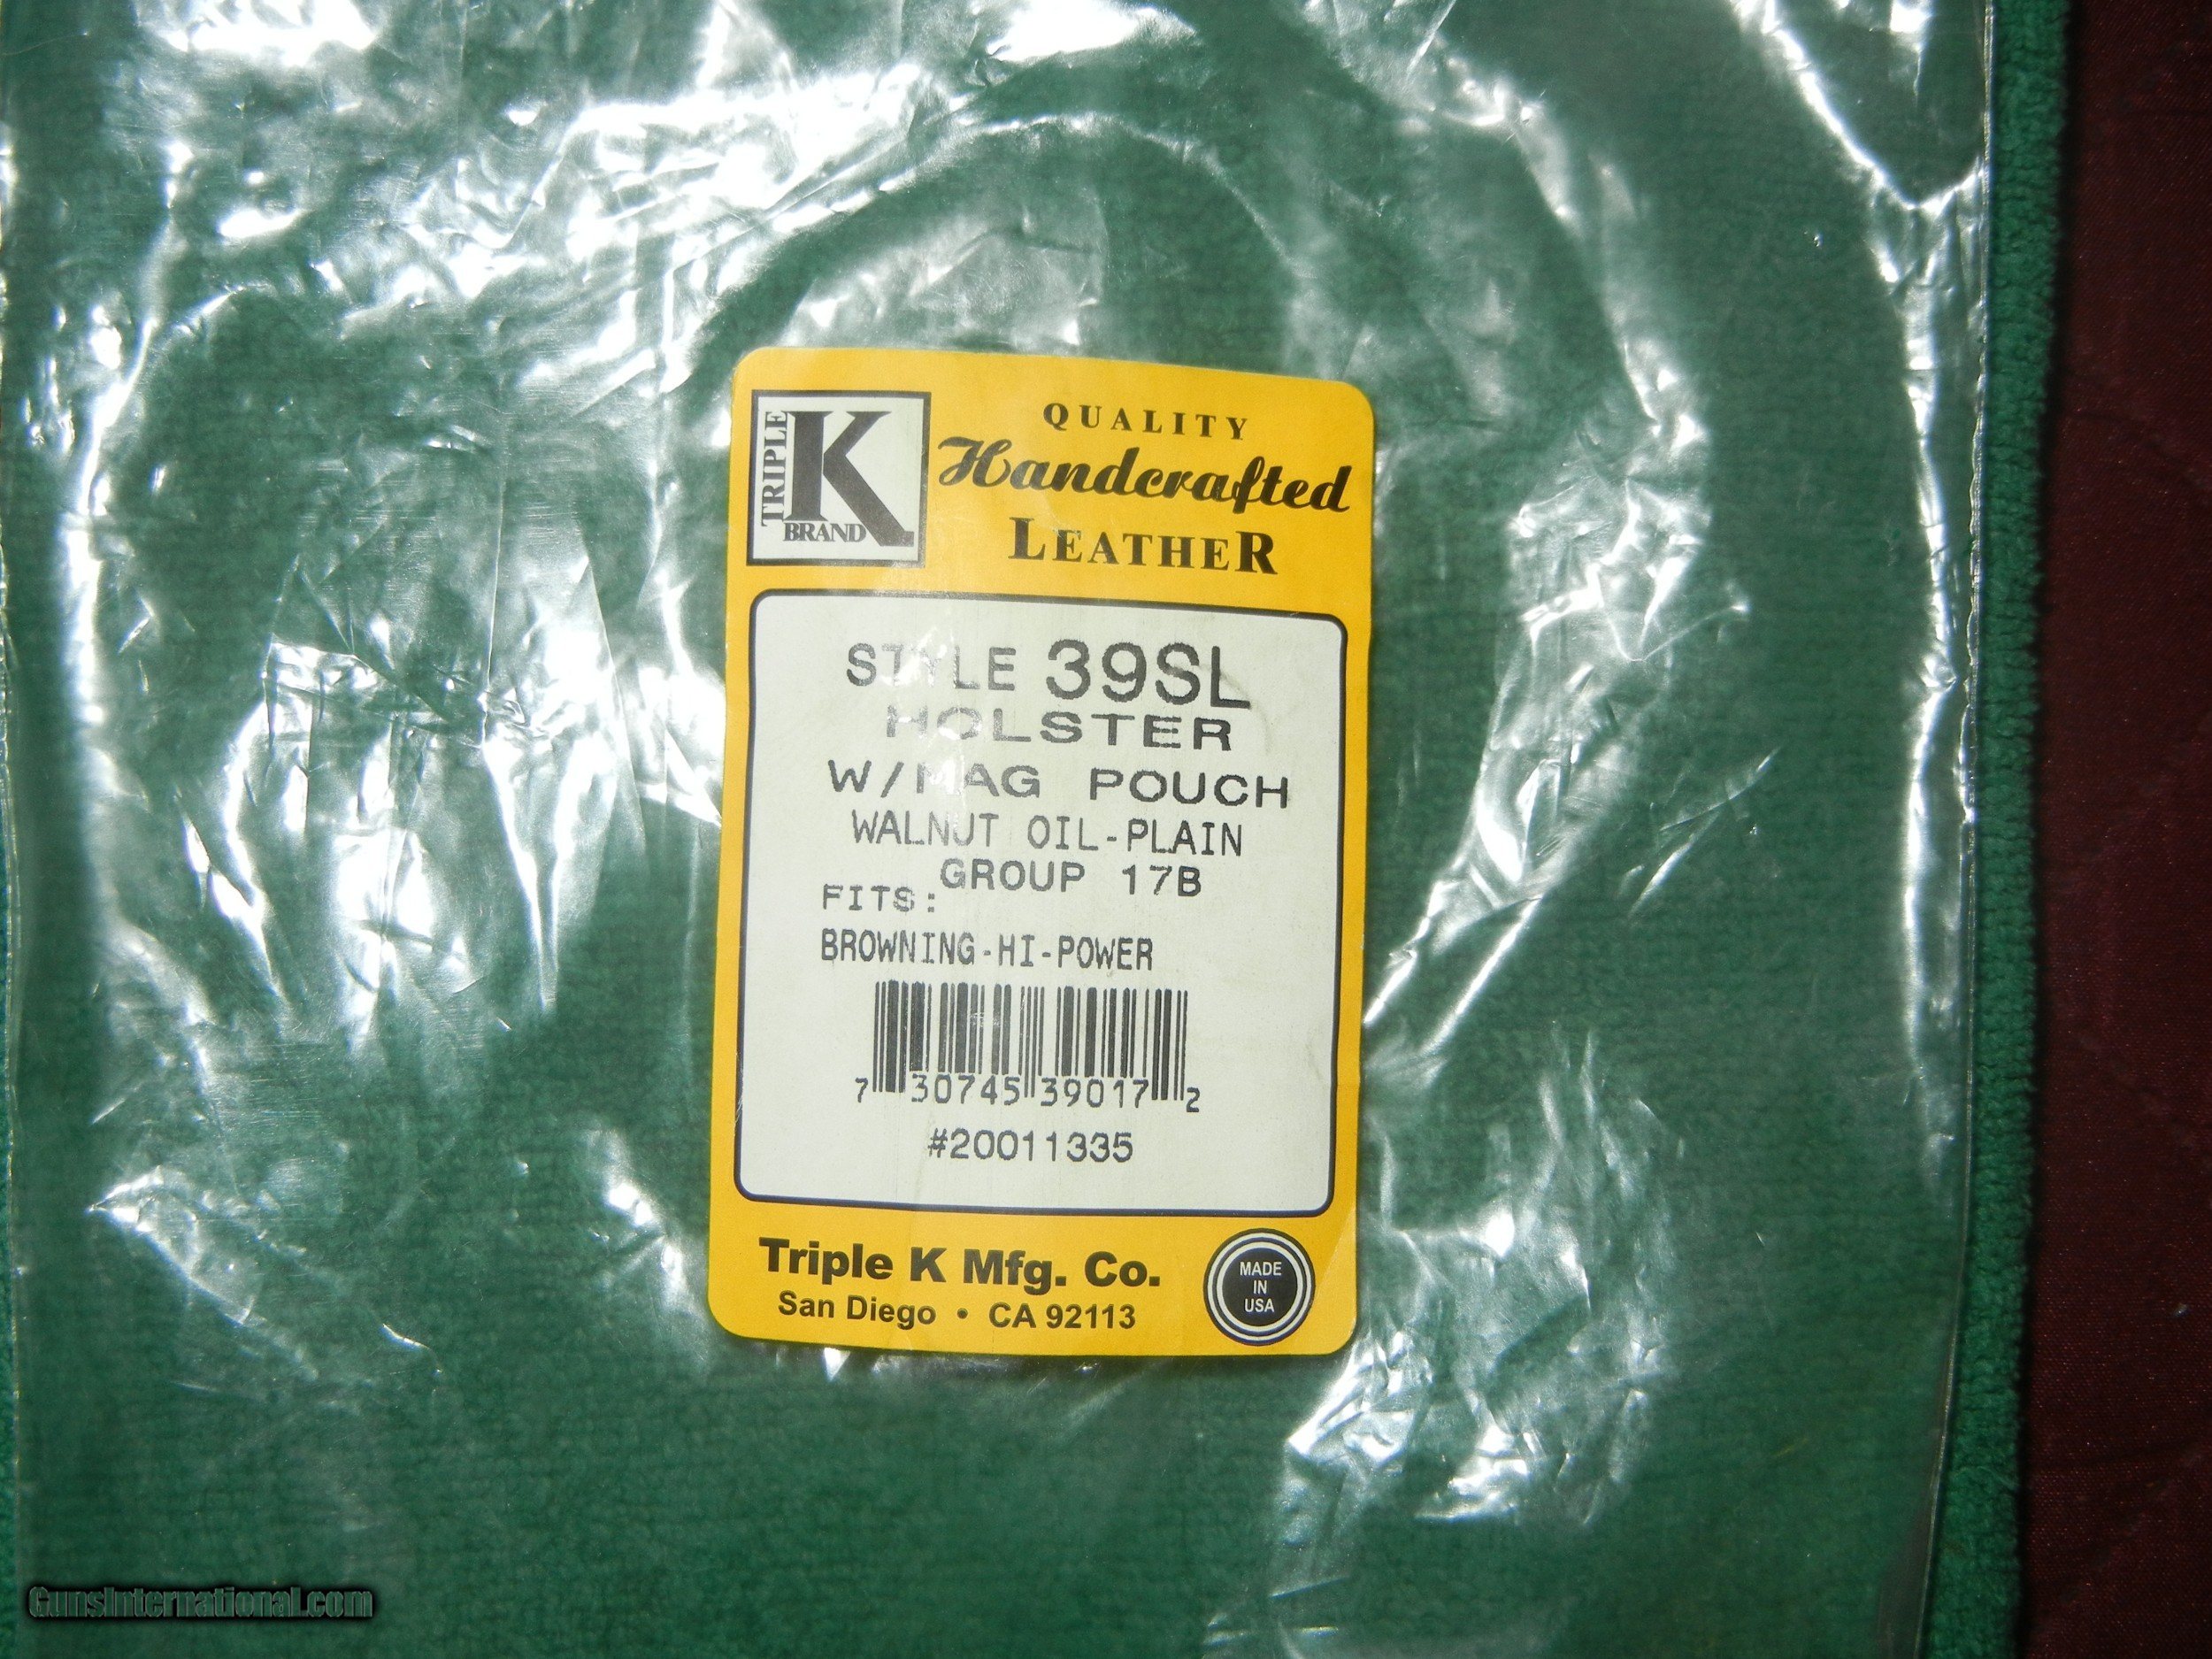 TRIPLE
K
BRAND
QUALITY
Handcrafted
LEATHER
STYLE 39SL
HOLSTER
W/MAG POUCH
WALNUT OIL-PLAIN
GROUP 17B
FITS:
BROWNING-HI-POWER
7 30745 39017 2
#20011335
Triple K Mfg. Co.
San Diego • CA 92113
MADE
IN
USA
GunsInternational.com